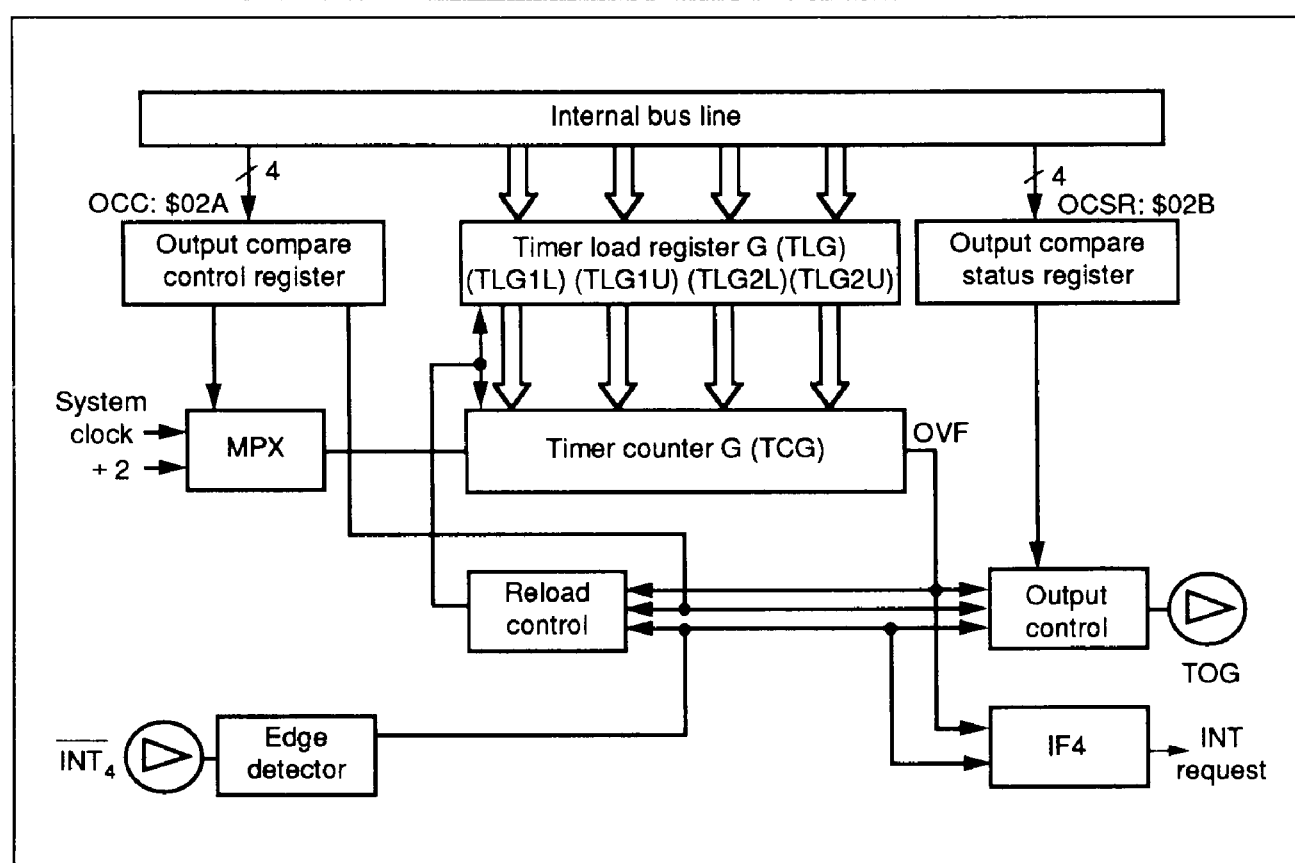 Internal bus line
4
4
OCC: $02A
OCSR: $02B
Output compare
control register
Timer load register G (TLG)
(TLG1L) (TLG1U) (TLG2L)(TLG2U)
Output compare
status register
System
clock
+ 2
MPX
Timer counter G (TCG)
OVF
Reload
control
Output
control
TOG
INT4
Edge
detector
IF4
INT
request